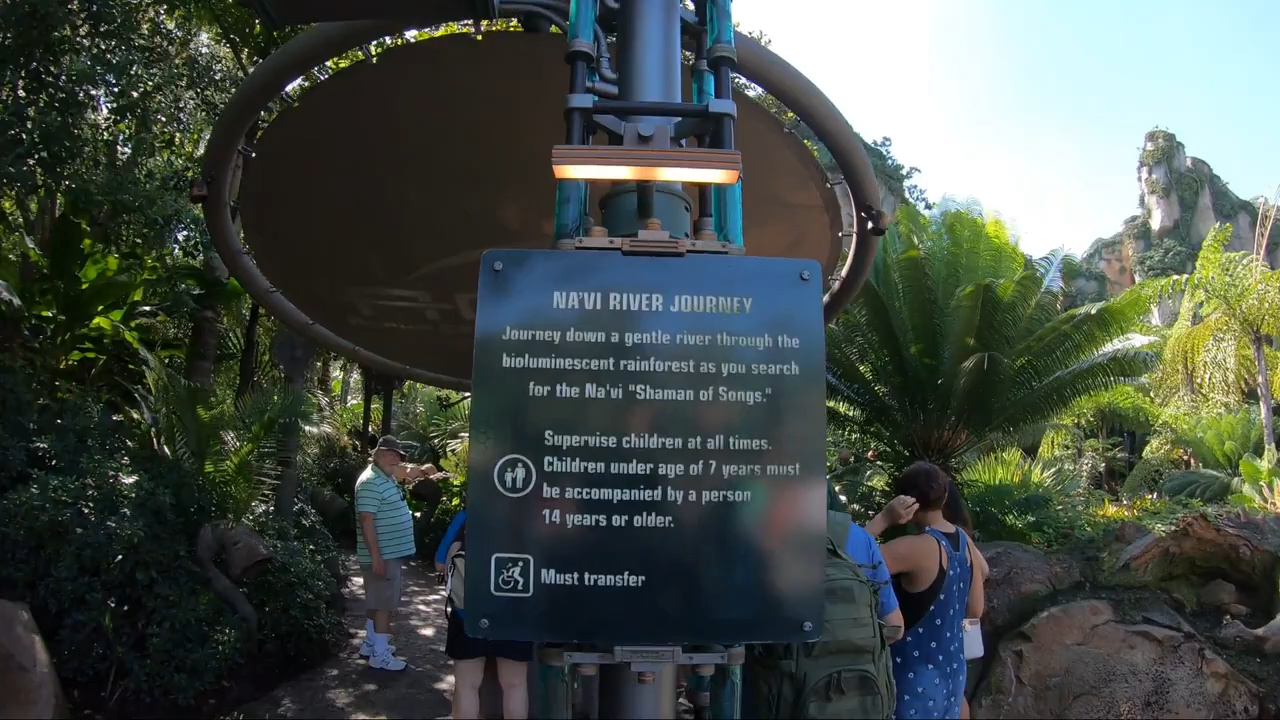 NA'VI RIVER JOURNEY
Journey down a gentle river through the
bioluminescent rainforest as you search
for the Na'vi "Shaman of Songs."
Supervise children at all times.
Children under age of 7 years must
be accompanied by a person
14 years or older.
Must transfer